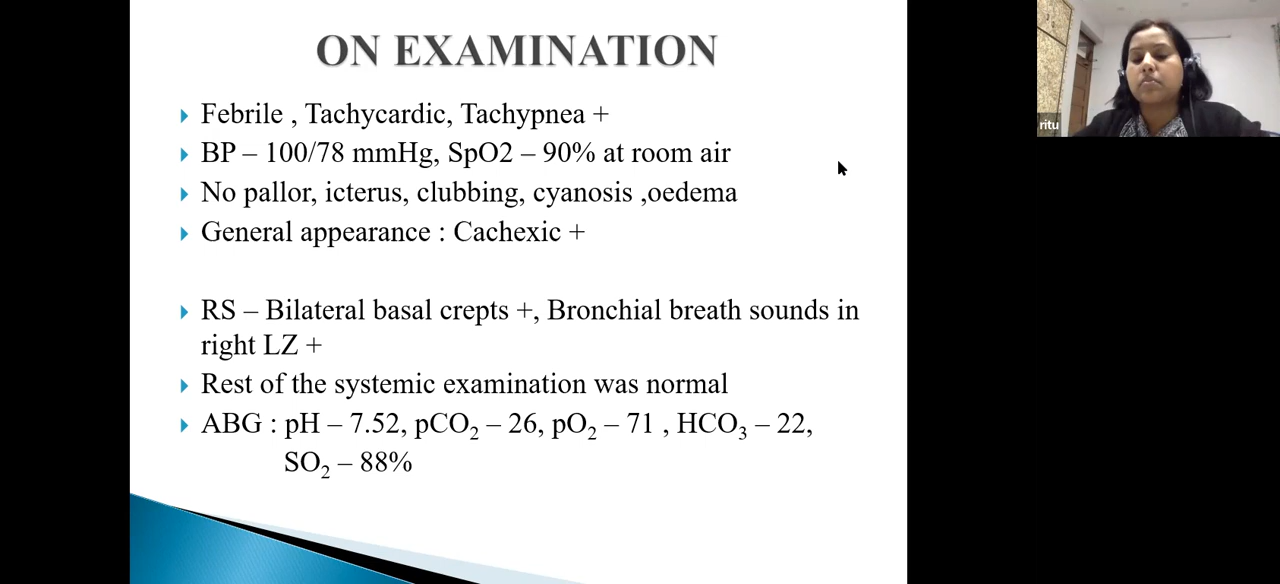 ON EXAMINATION
Febrile , Tachycardic, Tachypnea +
BP – 100/78 mmHg, SpO2 – 90% at room air
No pallor, icterus, clubbing, cyanosis ,oedema
General appearance : Cachexic +
RS – Bilateral basal crepts +, Bronchial breath sounds in
right LZ +
Rest of the systemic examination was normal
ABG : pH – 7.52, pCO₂ – 26, pO₂ – 71 , HCO₃ – 22,
SO₂ – 88%
ritu